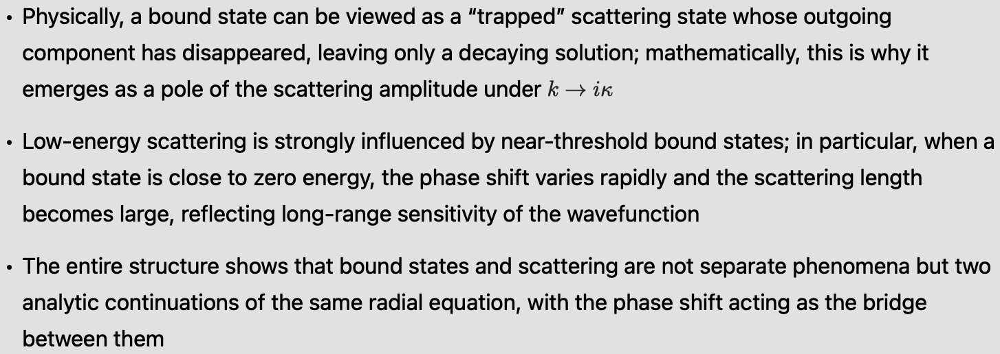 • Physically, a bound state can be viewed as a “trapped” scattering state whose outgoing
component has disappeared, leaving only a decaying solution; mathematically, this is why it
emerges as a pole of the scattering amplitude under k → iκ
• Low-energy scattering is strongly influenced by near-threshold bound states; in particular, when a
bound state is close to zero energy, the phase shift varies rapidly and the scattering length
becomes large, reflecting long-range sensitivity of the wavefunction
• The entire structure shows that bound states and scattering are not separate phenomena but two
analytic continuations of the same radial equation, with the phase shift acting as the bridge
between them